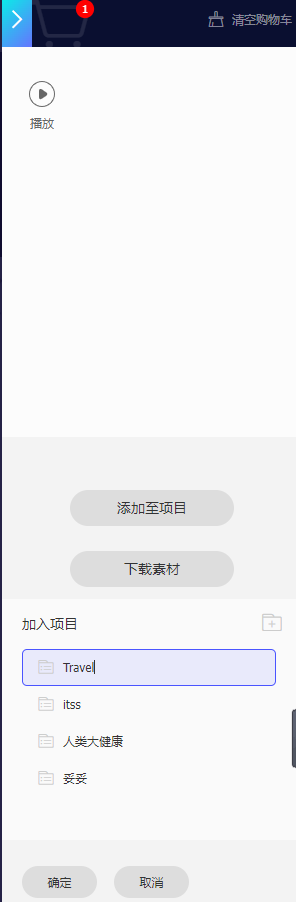 1
清空购物车
播放
添加至项目
下载素材
加入项目
Travel
itss
人类大健康
妥妥
确定
取消